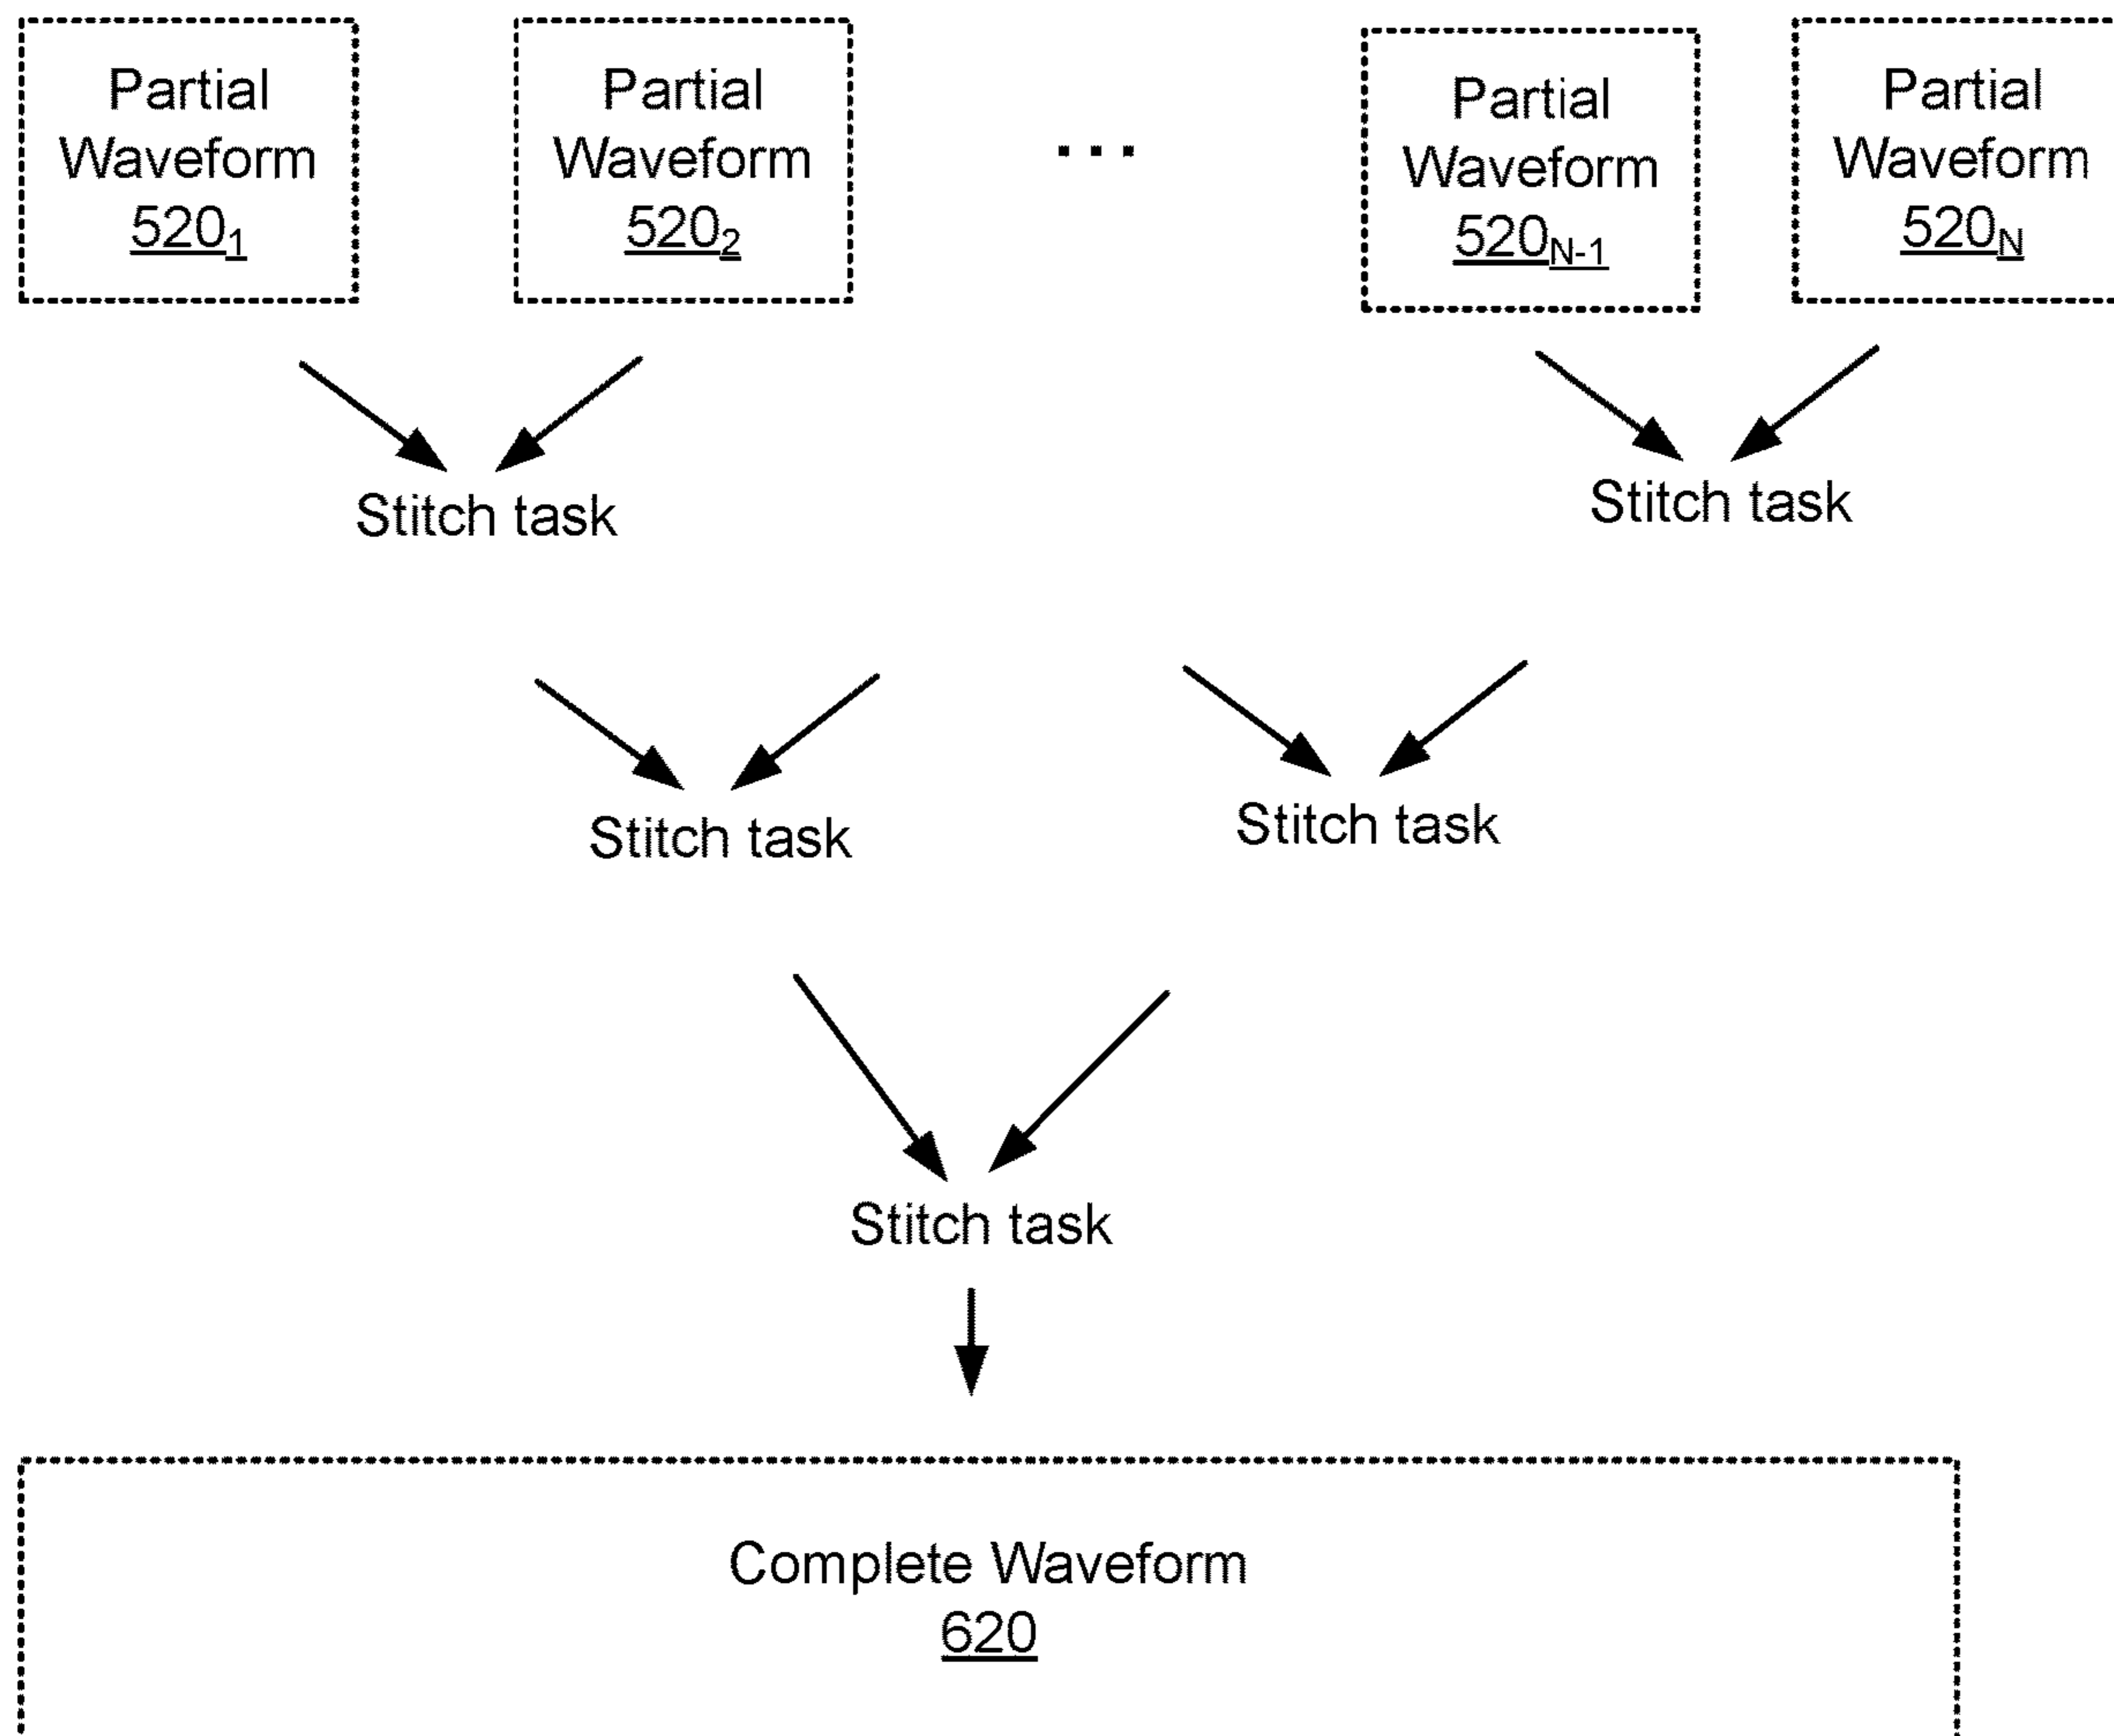 Partial
Waveform
520₁
Partial
Waveform
520₂
...
Partial
Waveform
520N-1
Partial
Waveform
520N
Stitch task
Stitch task
Stitch task
Stitch task
Stitch task
Complete Waveform
620